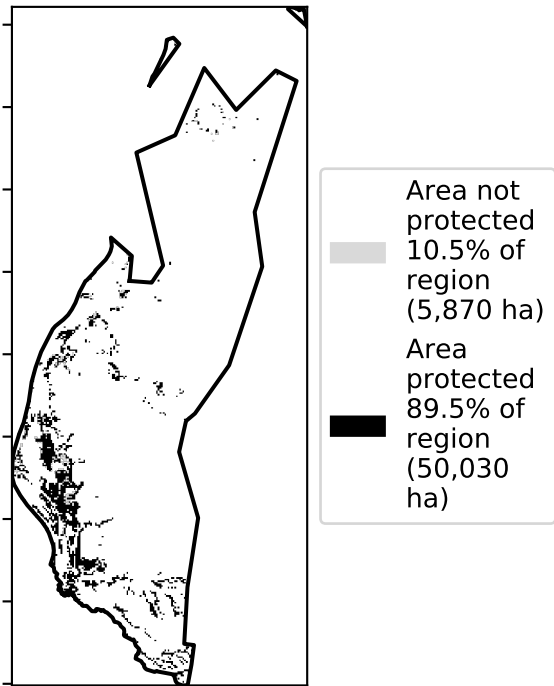 Area not
protected
10.5% of
region
(5,870 ha)
Area
protected
89.5% of
region
(50,030
ha)